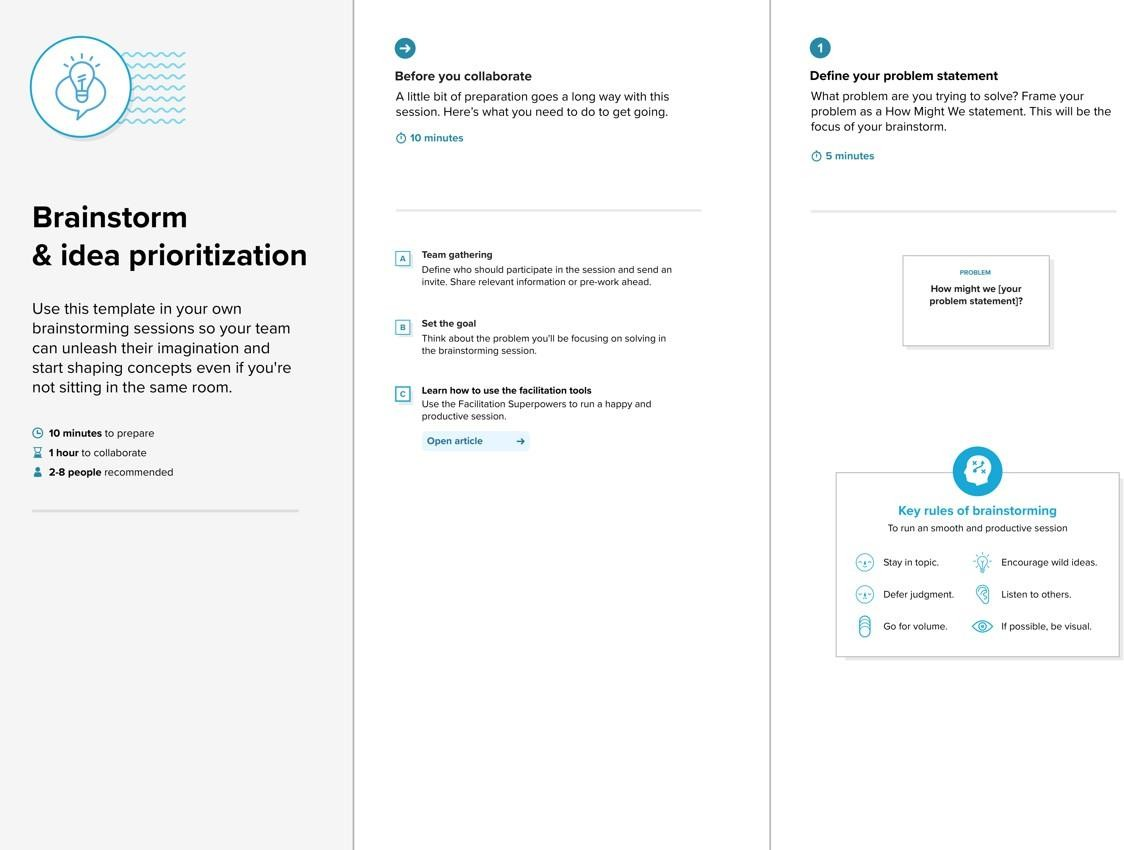 Brainstorm
& idea prioritization
Use this template in your own
brainstorming sessions so your team
can unleash their imagination and
start shaping concepts even if you're
not sitting in the same room.
10 minutes to prepare
1 hour to collaborate
2-8 people recommended
Before you collaborate
A little bit of preparation goes a long way with this
session. Here's what you need to do to get going.
10 minutes
A
Team gathering
Define who should participate in the session and send an
invite. Share relevant information or pre-work ahead.
B
Set the goal
Think about the problem you'll be focusing on solving in
the brainstorming session.
C
Learn how to use the facilitation tools
Use the Facilitation Superpowers to run a happy and
productive session.
Open article
1
Define your problem statement
What problem are you trying to solve? Frame your
problem as a How Might We statement. This will be the
focus of your brainstorm.
5 minutes
PROBLEM
How might we [your
problem statement]?
Key rules of brainstorming
To run an smooth and productive session
Stay in topic.
Encourage wild ideas.
Defer judgment.
Listen to others.
Go for volume.
If possible, be visual.